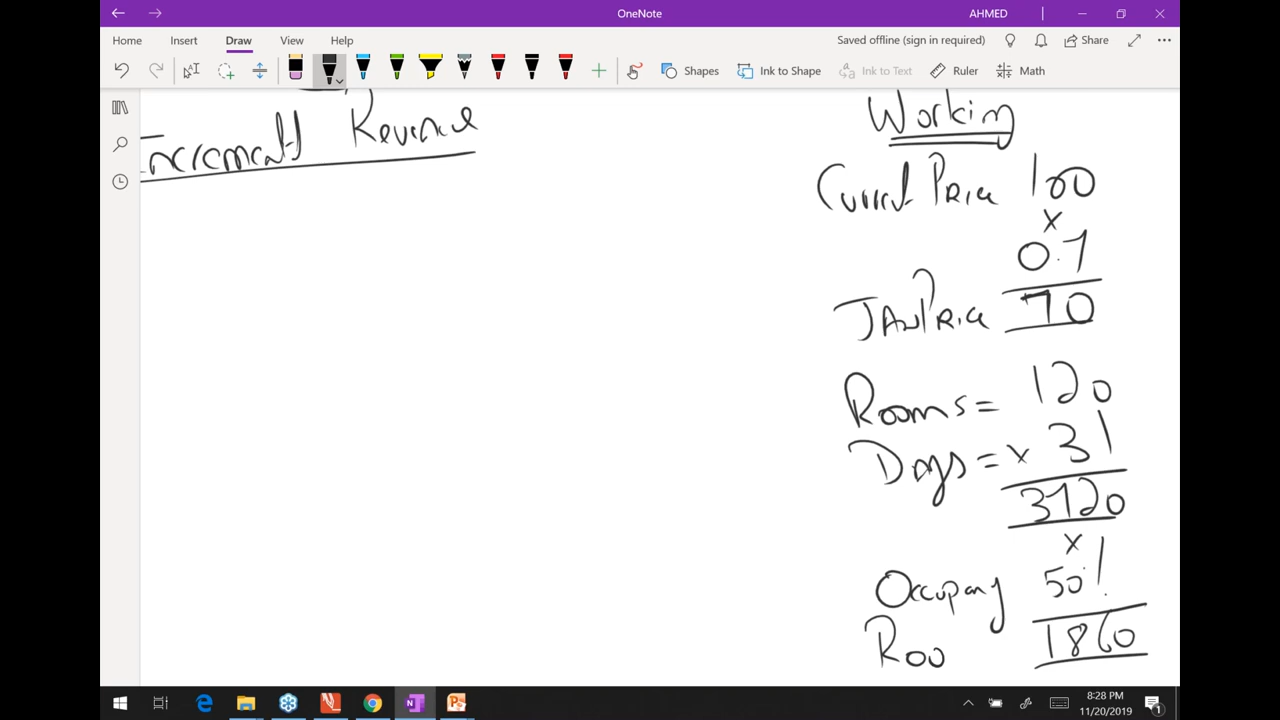 OneNote
AHMED
Home Insert Draw View Help
Saved offline (sign in required)
Share
Shapes
Ink to Shape
Ink to Text
Ruler
Math
Revenue
Working
Current Price 100
x
0.7
JAN Price 70
Rooms = 120
Days = x 31
3720
x
Occupany 50%
Roo 1860
8:28 PM
11/20/2019
1